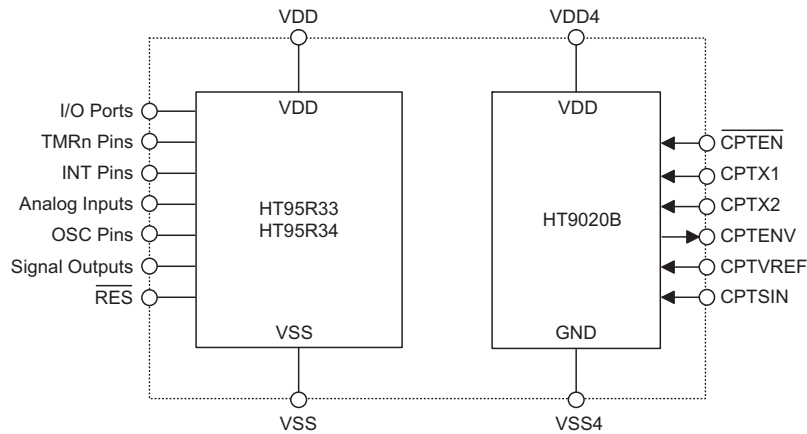 VDD
VDD4
VDD
VDD
I/O Ports
TMRn Pins
INT Pins
Analog Inputs
OSC Pins
Signal Outputs
RES
HT95R33
HT95R34
HT9020B
CPTEN
CPTX1
CPTX2
CPTENV
CPTVREF
CPTSIN
VSS
GND
VSS
VSS4